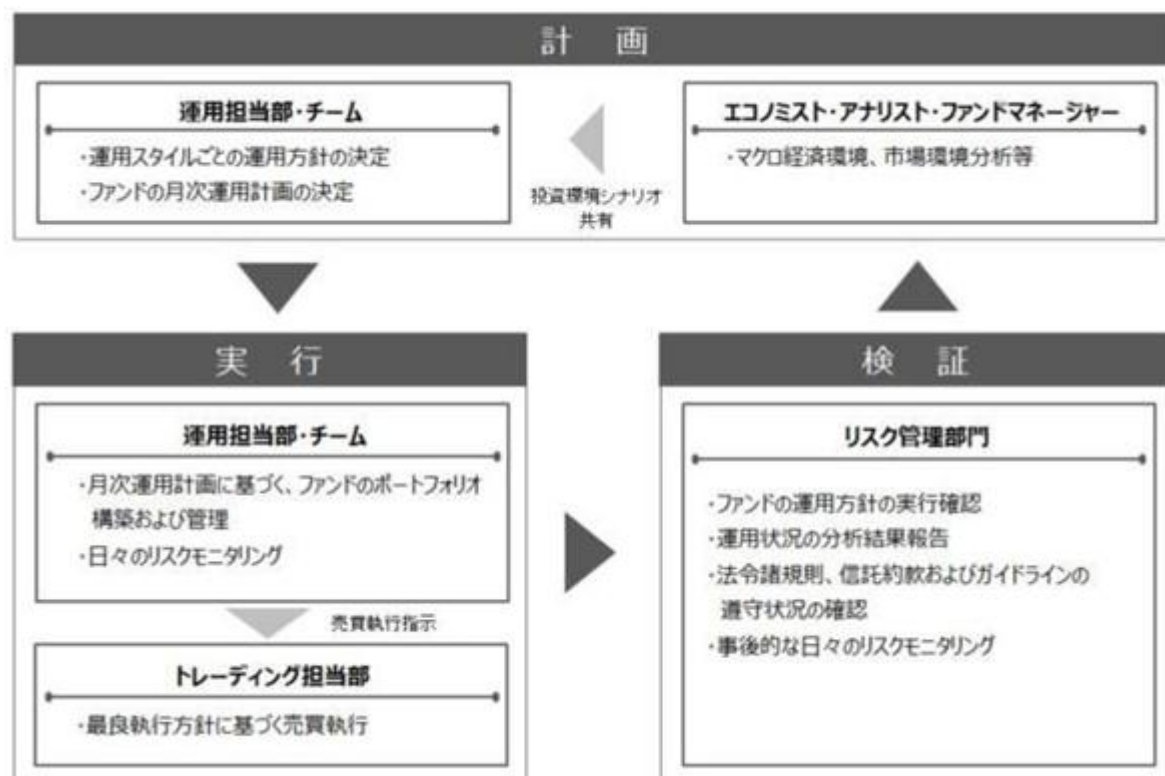 計 画
運用担当部・チーム
・運用スタイルごとの運用方針の決定
・ファンドの月次運用計画の決定
投資環境シナリオ
共有
エコノミスト・アナリスト・ファンドマネージャー
・マクロ経済環境、市場環境分析等
実 行
運用担当部・チーム
・月次運用計画に基づく、ファンドのポートフォリオ
構築および管理
・日々のリスクモニタリング
売買執行指示
トレーディング担当部
・最良執行方針に基づく売買執行
検 証
リスク管理部門
・ファンドの運用方針の実行確認
・運用状況の分析結果報告
・法令諸規則、信託約款およびガイドラインの
遵守状況の確認
・事後的な日々のリスクモニタリング